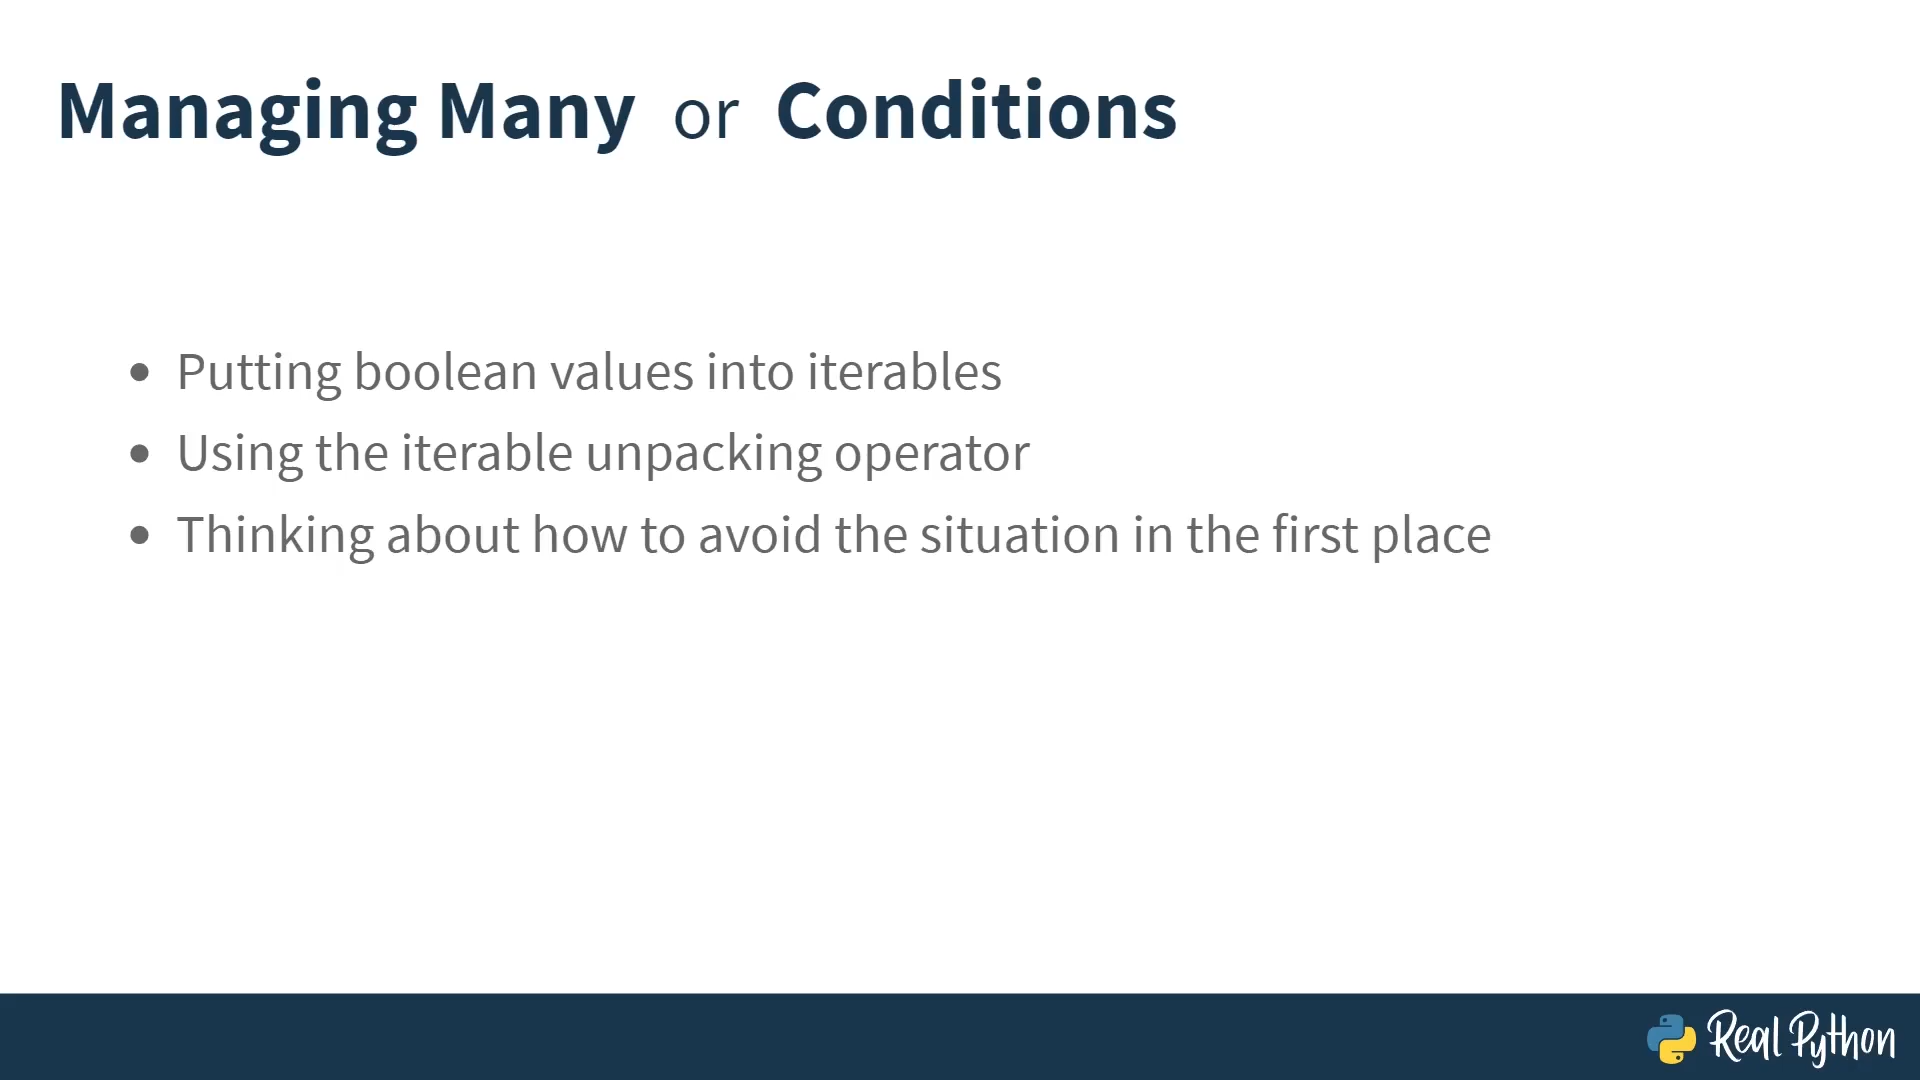 Managing Many or Conditions
• Putting boolean values into iterables
• Using the iterable unpacking operator
• Thinking about how to avoid the situation in the first place
Real Python